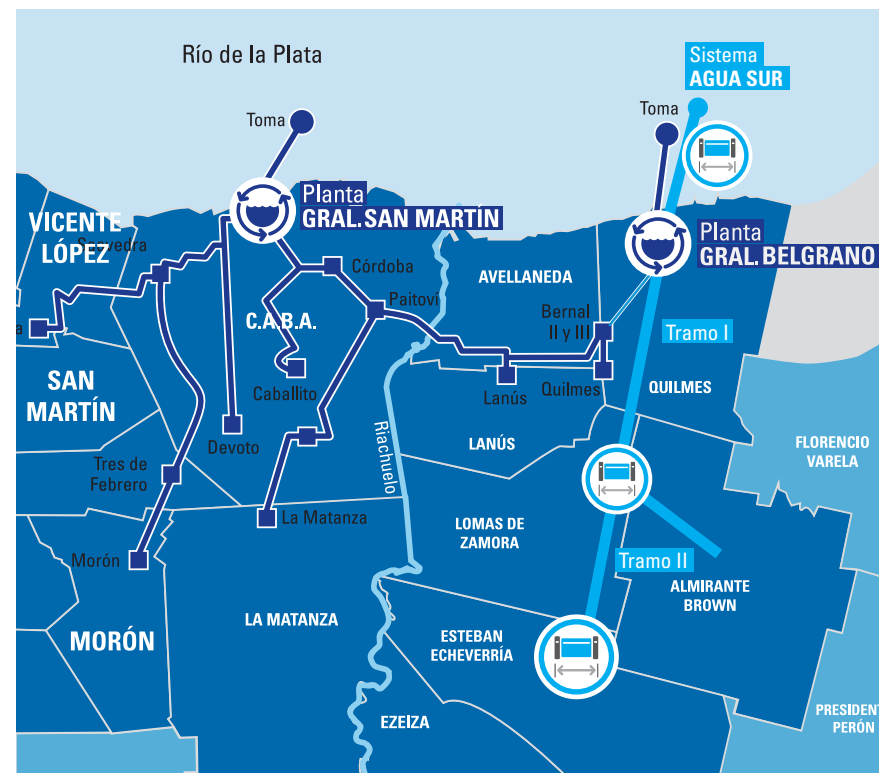 Río de la Plata
Sistema
AGUA SUR
Toma
Toma
Planta
GRAL. SAN MARTÍN
VICENTE
LÓPEZ
Saavedra
Planta
GRAL. BELGRANO
Córdoba
AVELLANEDA
Paitoví
Bernal
II y III
C.A.B.A.
Tramo I
SAN
MARTÍN
Caballito
Lanús
Quilmes
QUILMES
Devoto
LANÚS
Riachuelo
FLORENCIO
VARELA
Tres de
Febrero
La Matanza
LOMAS DE
ZAMORA
Morón
Tramo II
ALMIRANTE
BROWN
MORÓN
LA MATANZA
ESTEBAN
ECHEVERRÍA
EZEIZA
PERÓN